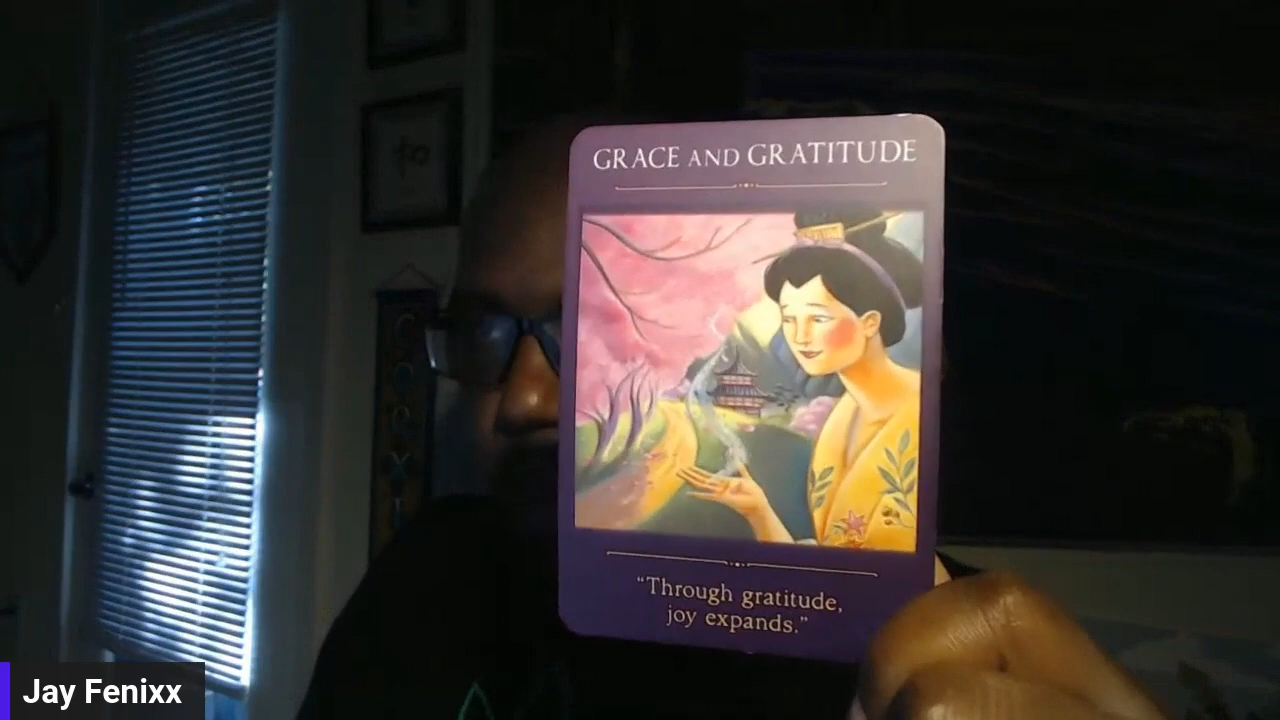 GRACE AND GRATITUDE
“Through gratitude,
joy expands.”
Jay Fenixx